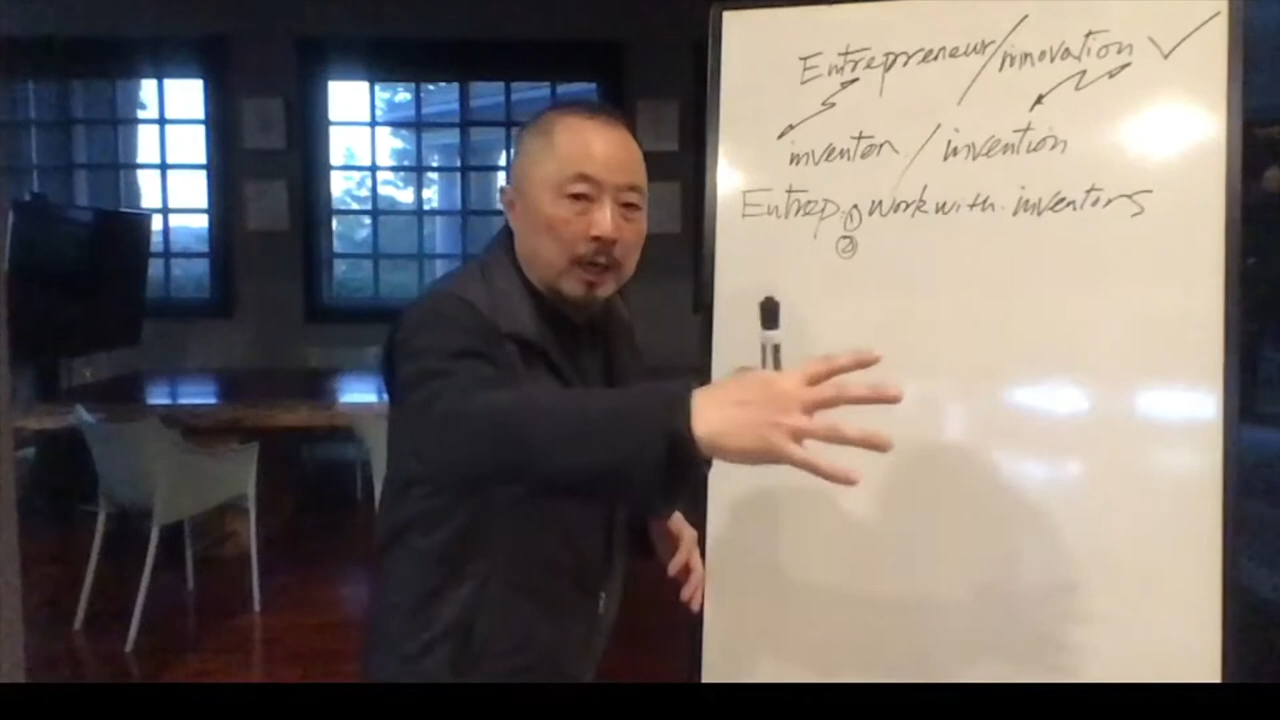 Entrepreneur/innovation ✓
inventor / invention
Entrep. ① work with inventors
②